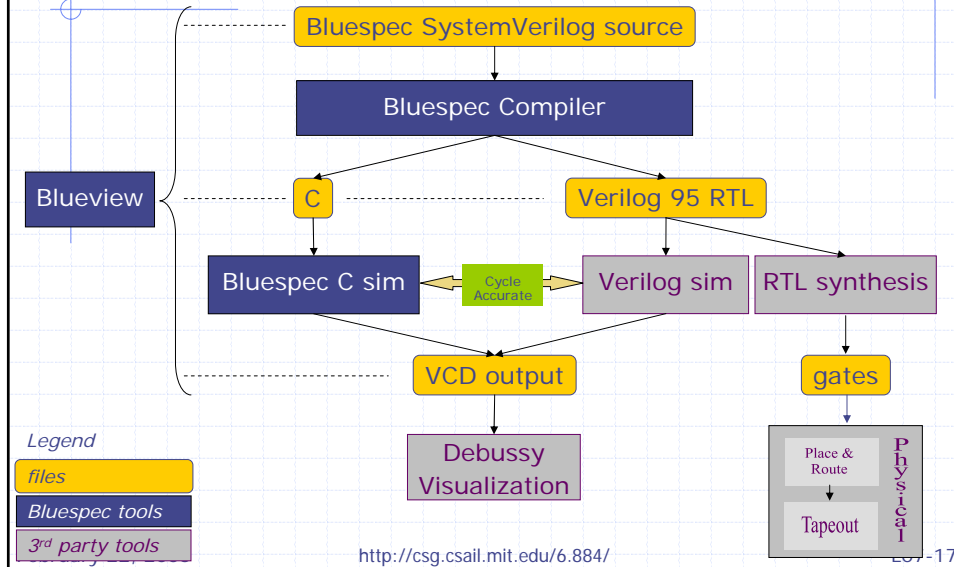 Bluespec SystemVerilog source
Bluespec Compiler
Blueview
C
Verilog 95 RTL
Bluespec C sim
Cycle
Accurate
Verilog sim
RTL synthesis
VCD output
gates
Legend
files
Bluespec tools
3rd party tools
Debussy
Visualization
Place &
Route
Tapeout
Physical
http://csg.csail.mit.edu/6.884/